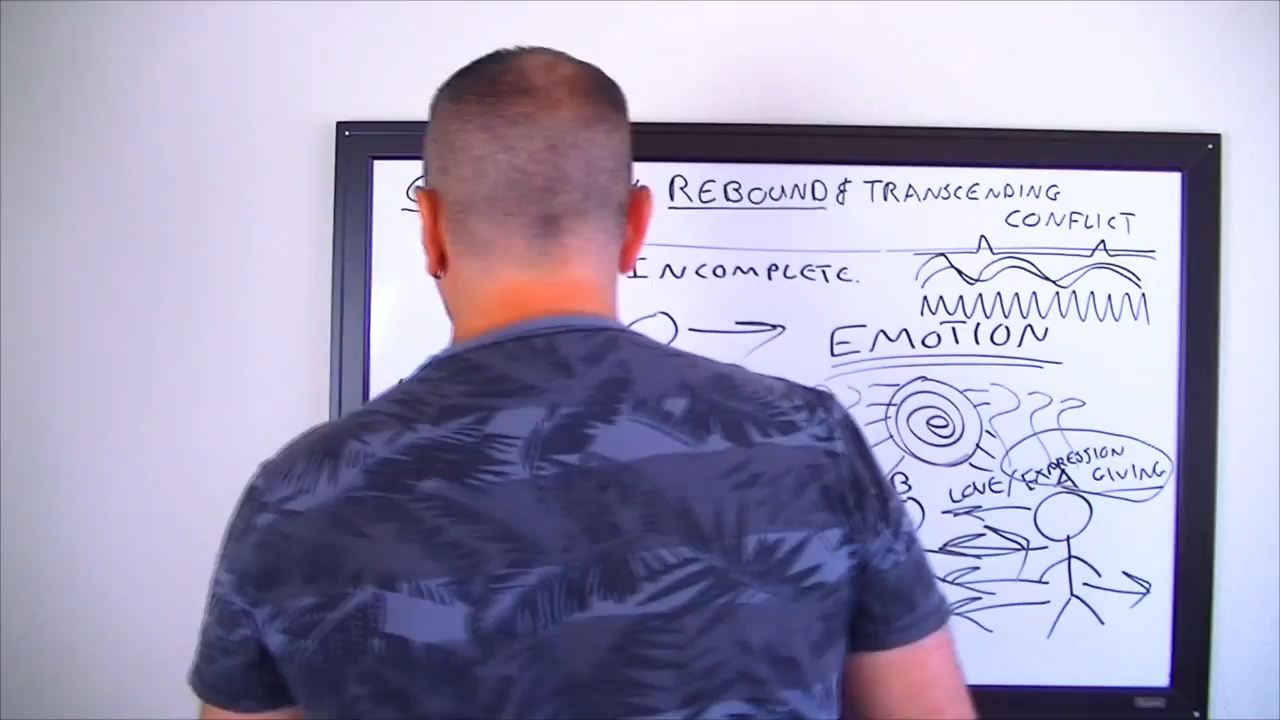 REBOUND & TRANSCENDING
CONFLICT
INCOMPLETE.
EMOTION
EXPRESSION
LOVE/ GIVING
B
A